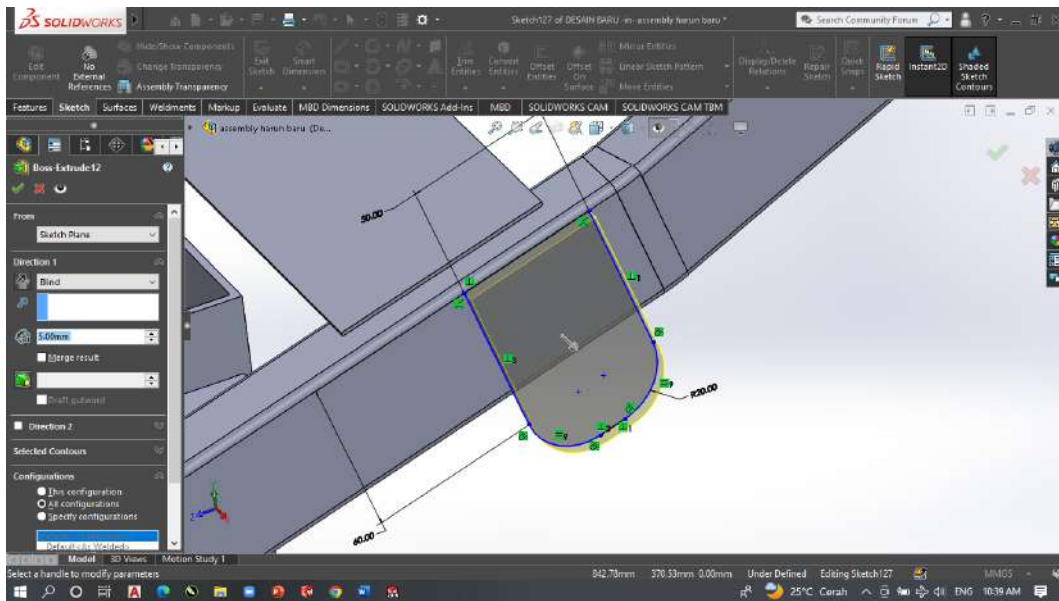 SOLIDWORKS
Sketch127 of DESAIN BARU -in- assembly harun baru *
Search Community Forum
Edit Component
No External References
Hide/Show Components
Change Transparency
Assembly Transparency
Exit Sketch
Smart Dimension
Trim Entities
Convert Entities
Offset Entities
Offset On Surface
Mirror Entities
Linear Sketch Pattern
Move Entities
Display/Delete Relations
Repair Sketch
Quick Snaps
Rapid Sketch
Instant2D
Shaded Sketch Contours
Features
Sketch
Surfaces
Weldments
Markup
Evaluate
MBD Dimensions
SOLIDWORKS Add-Ins
MBD
SOLIDWORKS CAM
SOLIDWORKS CAM TBM
assembly harun baru (De...
Boss-Extrude12
From
Sketch Plane
Direction 1
Blind
5.00mm
Merge result
Draft outward
Direction 2
Selected Contours
Configurations
This configuration
All configurations
Specify configurations
50.00
R20.00
60.00
Model
3D Views
Motion Study 1
Select a handle to modify parameters
842.78mm
370.53mm 0.00mm
Under Defined
Editing Sketch127
MMGS
25°C Cerah
ENG
10:39 AM